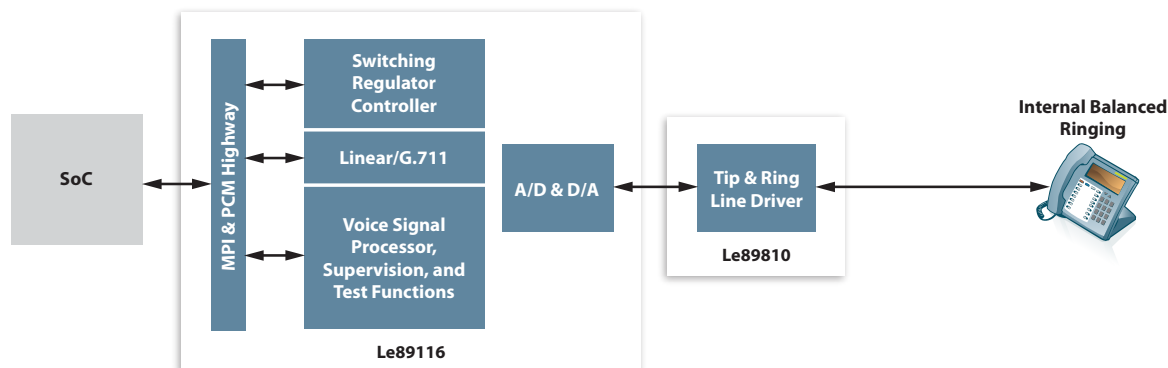 SoC
MPI & PCM Highway
Switching
Regulator
Controller
Linear/G.711
Voice Signal
Processor,
Supervision, and
Test Functions
Le89116
A/D & D/A
Tip & Ring
Line Driver
Le89810
Internal Balanced
Ringing